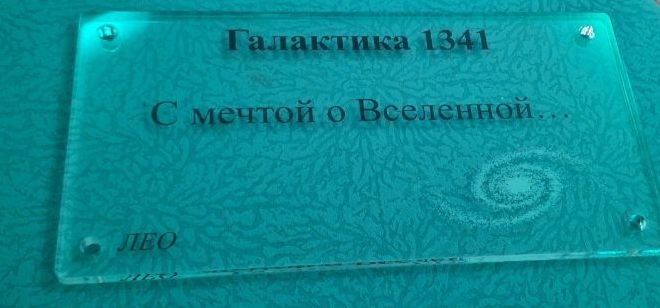 Галактика 1341
С мечтой о Вселенной...
ЛЕО